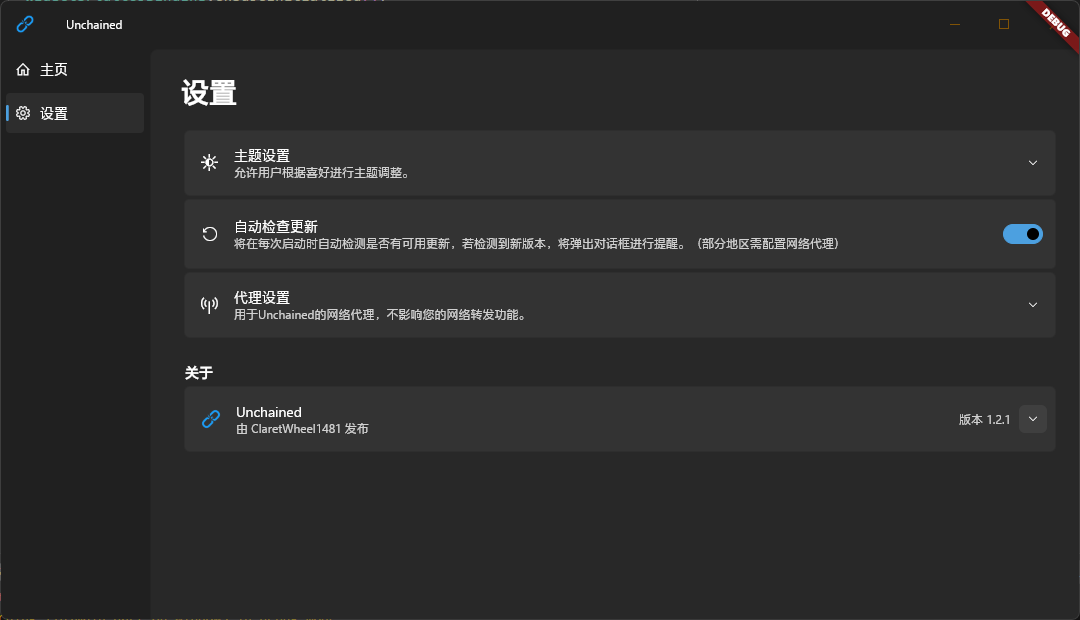 Unchained
DEBUG
主页
设置
设置
主题设置
允许用户根据喜好进行主题调整。
自动检查更新
将在每次启动时自动检测是否有可用更新，若检测到新版本，将弹出对话框进行提醒。（部分地区需配置网络代理）
代理设置
用于Unchained的网络代理，不影响您的网络转发功能。
关于
Unchained
由 ClaretWheel1481 发布
版本 1.2.1